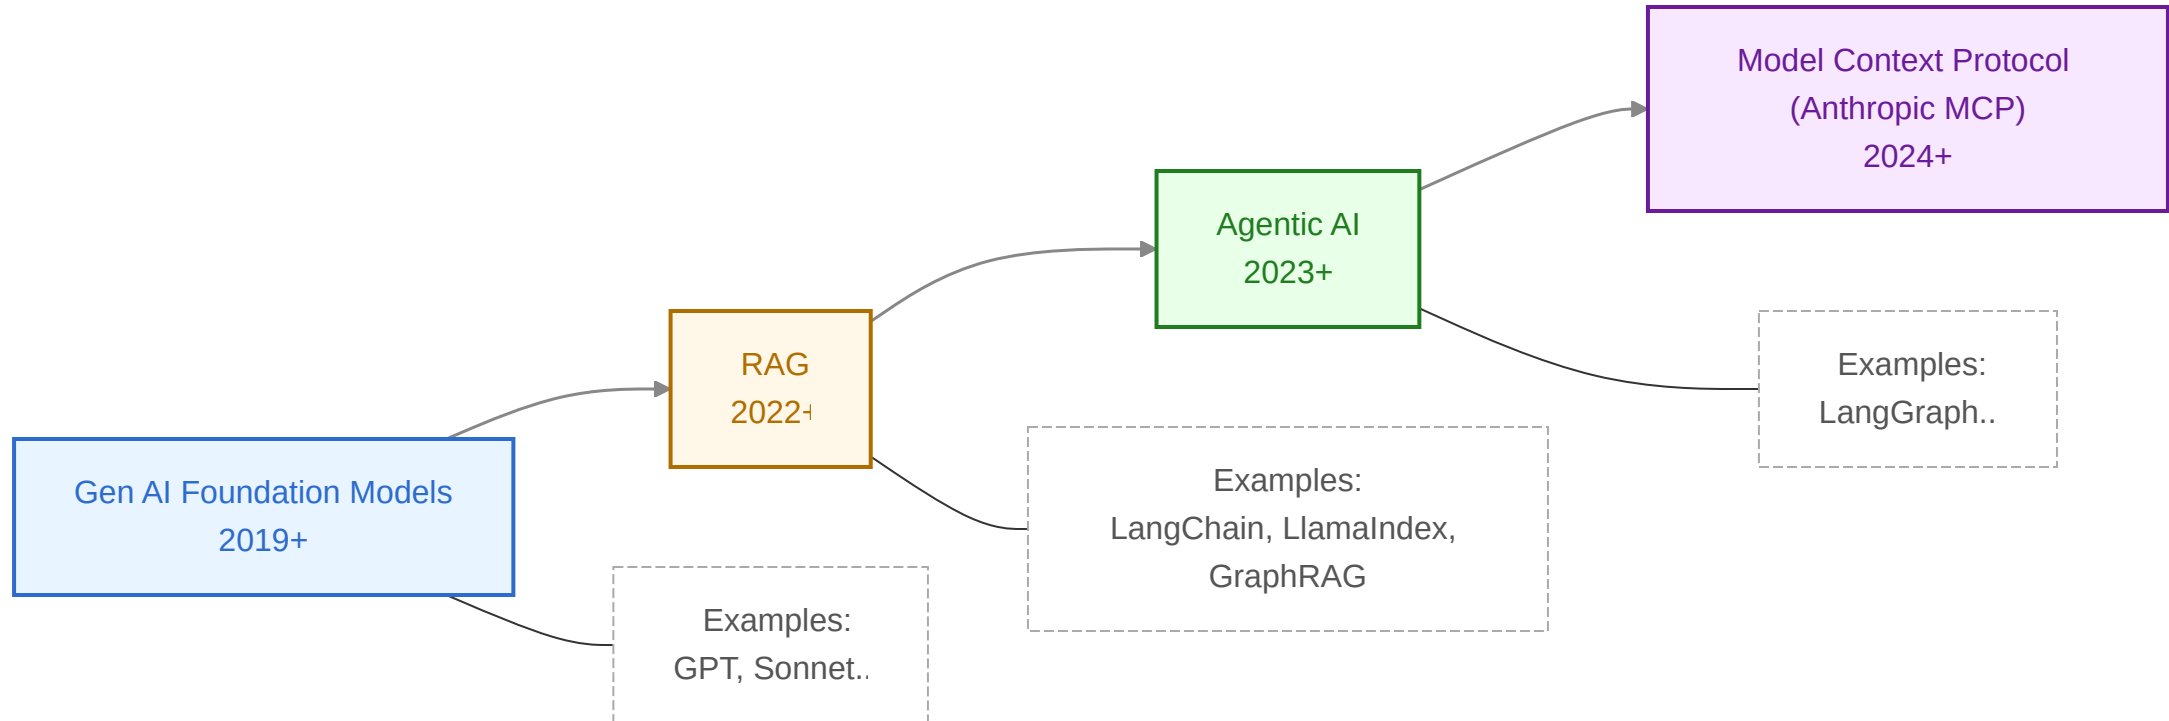 Model Context Protocol
(Anthropic MCP)
2024+
Agentic AI
2023+
RAG
2022+
Examples:
LangGraph..
Gen AI Foundation Models
2019+
Examples:
LangChain, LlamaIndex,
GraphRAG
Examples:
GPT, Sonnet..